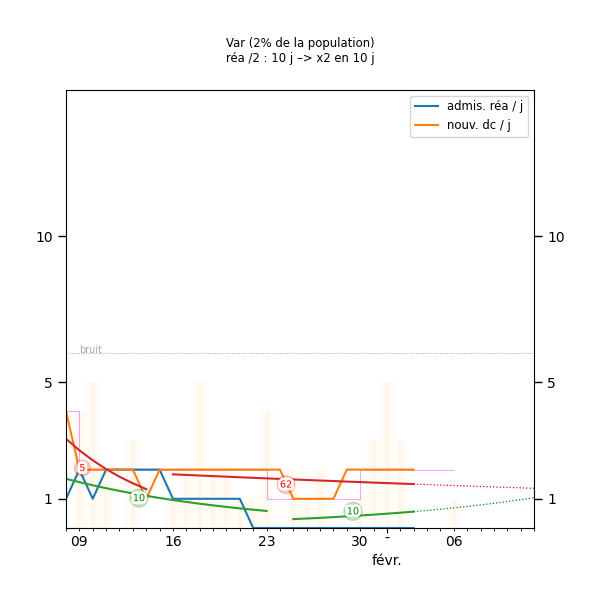 Var (2% de la population)
réa /2 : 10 j –> x2 en 10 j
admis. réa / j
nouv. dc / j
10
10
bruit
5
5
5
62
10
10
1
1
09
16
23
30
-
06
févr.